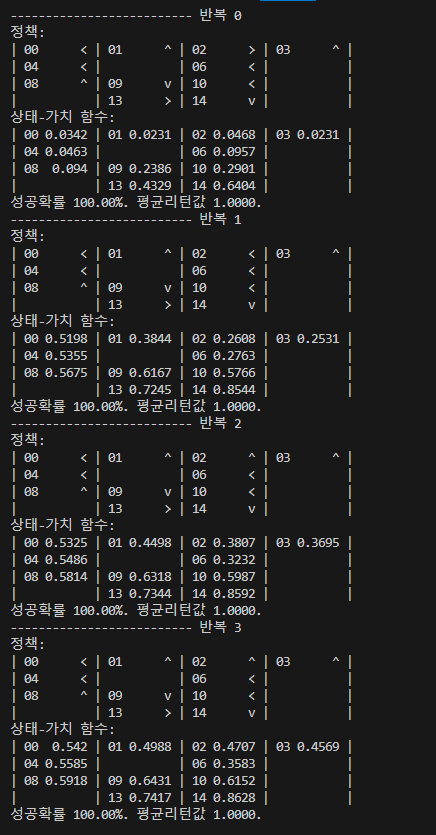 -------------------------- 반복 0
정책:
| 00      < | 01      ^ | 02      > | 03      ^ |
| 04      < |           | 06      < |           |
| 08      ^ | 09      v | 10      < |           |
|           | 13      > | 14      v |           |
상태-가치 함수:
| 00 0.0342 | 01 0.0231 | 02 0.0468 | 03 0.0231 |
| 04 0.0463 |           | 06 0.0957 |           |
| 08  0.094 | 09 0.2386 | 10 0.2901 |           |
|           | 13 0.4329 | 14 0.6404 |           |
성공확률 100.00%. 평균리턴값 1.0000.
-------------------------- 반복 1
정책:
| 00      < | 01      ^ | 02      < | 03      ^ |
| 04      < |           | 06      < |           |
| 08      ^ | 09      v | 10      < |           |
|           | 13      > | 14      v |           |
상태-가치 함수:
| 00 0.5198 | 01 0.3844 | 02 0.2608 | 03 0.2531 |
| 04 0.5355 |           | 06 0.2763 |           |
| 08 0.5675 | 09 0.6167 | 10 0.5766 |           |
|           | 13 0.7245 | 14 0.8544 |           |
성공확률 100.00%. 평균리턴값 1.0000.
-------------------------- 반복 2
정책:
| 00      < | 01      ^ | 02      ^ | 03      ^ |
| 04      < |           | 06      < |           |
| 08      ^ | 09      v | 10      < |           |
|           | 13      > | 14      v |           |
상태-가치 함수:
| 00 0.5325 | 01 0.4498 | 02 0.3807 | 03 0.3695 |
| 04 0.5486 |           | 06 0.3232 |           |
| 08 0.5814 | 09 0.6318 | 10 0.5987 |           |
|           | 13 0.7344 | 14 0.8592 |           |
성공확률 100.00%. 평균리턴값 1.0000.
-------------------------- 반복 3
정책:
| 00      < | 01      ^ | 02      ^ | 03      ^ |
| 04      < |           | 06      < |           |
| 08      ^ | 09      v | 10      < |           |
|           | 13      > | 14      v |           |
상태-가치 함수:
| 00  0.542 | 01 0.4988 | 02 0.4707 | 03 0.4569 |
| 04 0.5585 |           | 06 0.3583 |           |
| 08 0.5918 | 09 0.6431 | 10 0.6152 |           |
|           | 13 0.7417 | 14 0.8628 |           |
성공확률 100.00%. 평균리턴값 1.0000.